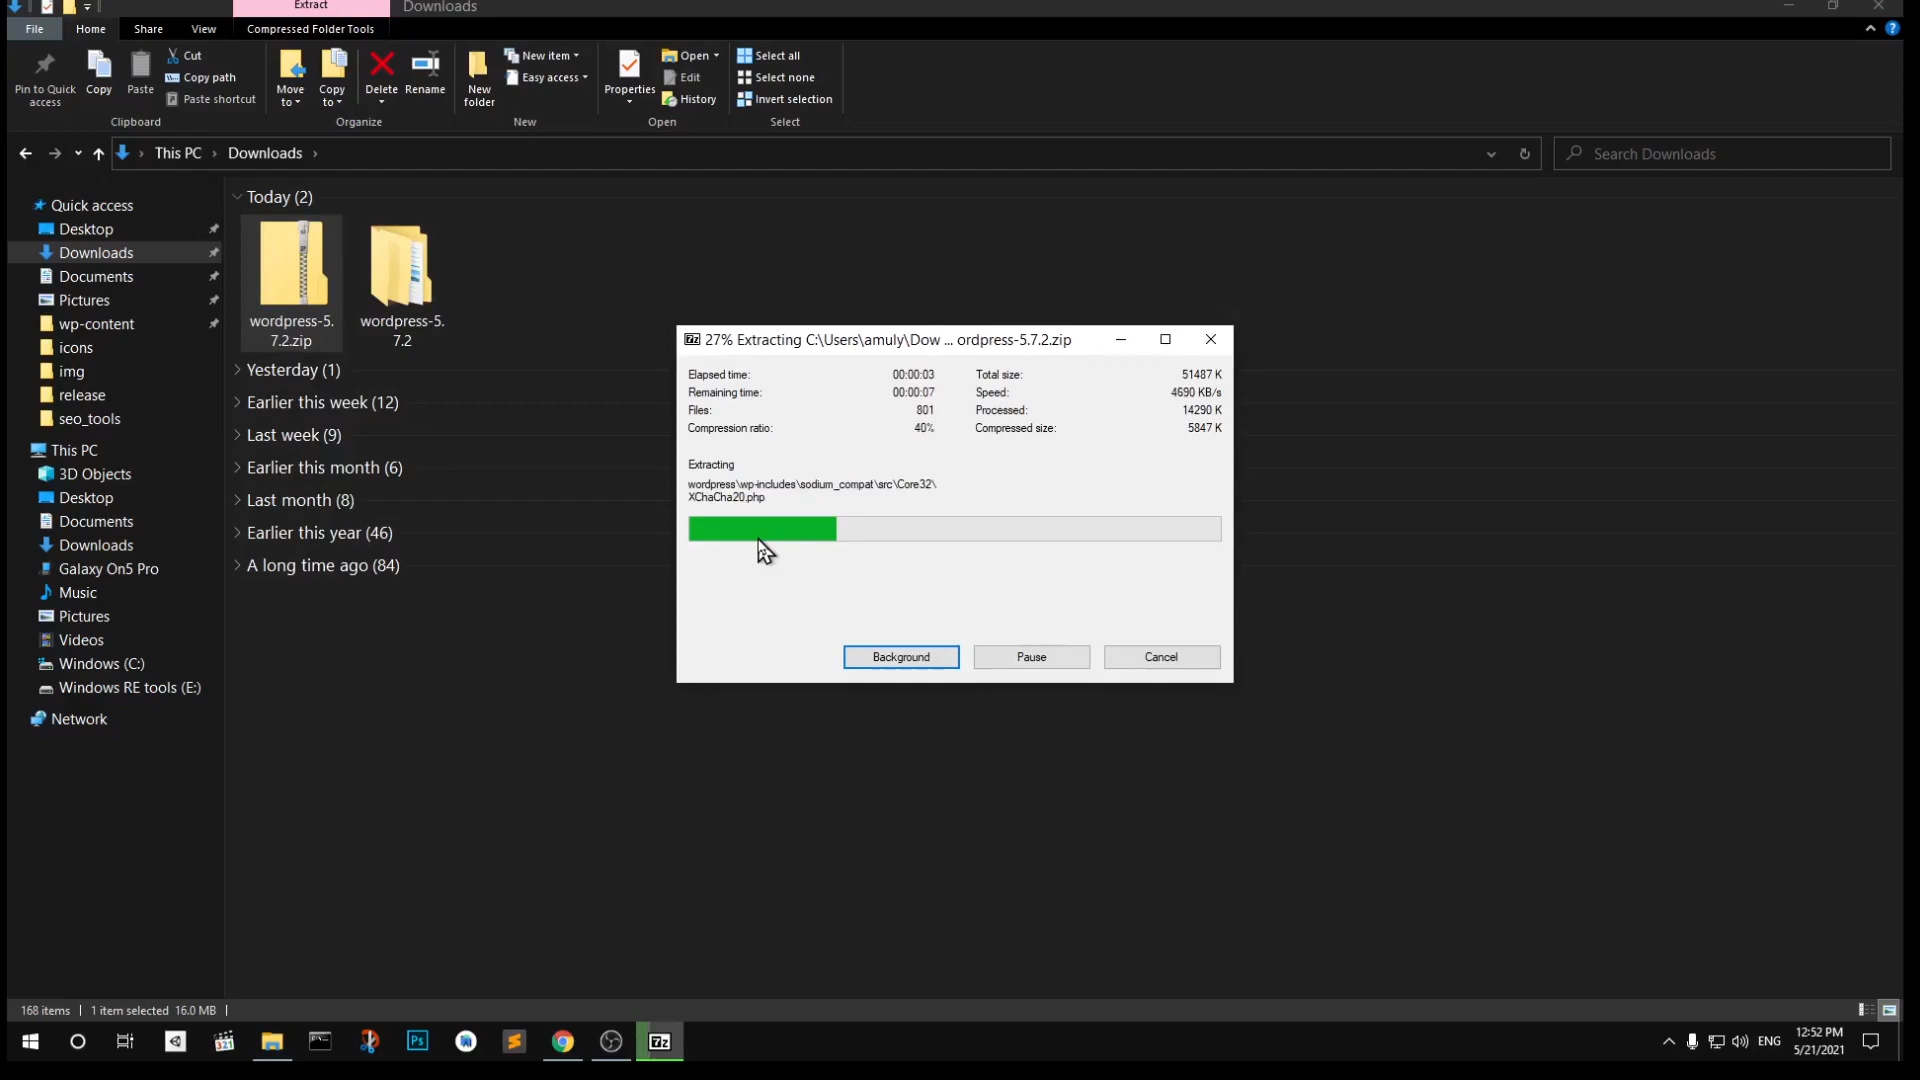 Extract
Downloads
File
Home
Share
View
Compressed Folder Tools
Pin to Quick
access
Copy
Paste
Cut
Copy path
Paste shortcut
Clipboard
Move
to
Copy
to
Delete
Rename
Organize
New
folder
New item
Easy access
New
Properties
Open
Edit
History
Open
Select all
Select none
Invert selection
Select
This PC
Downloads
Search Downloads
Quick access
Desktop
Downloads
Documents
Pictures
wp-content
icons
img
release
seo_tools
This PC
3D Objects
Desktop
Documents
Downloads
Galaxy On5 Pro
Music
Pictures
Videos
Windows (C:)
Windows RE tools (E:)
Network
Today (2)
wordpress-5.
7.2.zip
wordpress-5.
7.2
Yesterday (1)
Earlier this week (12)
Last week (9)
Earlier this month (6)
Last month (8)
Earlier this year (46)
A long time ago (84)
7z 27% Extracting C:\Users\amuly\Dow ... ordpress-5.7.2.zip
Elapsed time: 00:00:03 Total size: 51487 K
Remaining time: 00:00:07 Speed: 4690 KB/s
Files: 801 Processed: 14290 K
Compression ratio: 40% Compressed size: 5847 K
Extracting
wordpress\wp-includes\sodium_compat\src\Core32\
XChaCha20.php
Background
Pause
Cancel
168 items
1 item selected 16.0 MB
321
Ps
7z
ENG
12:52 PM
5/21/2021